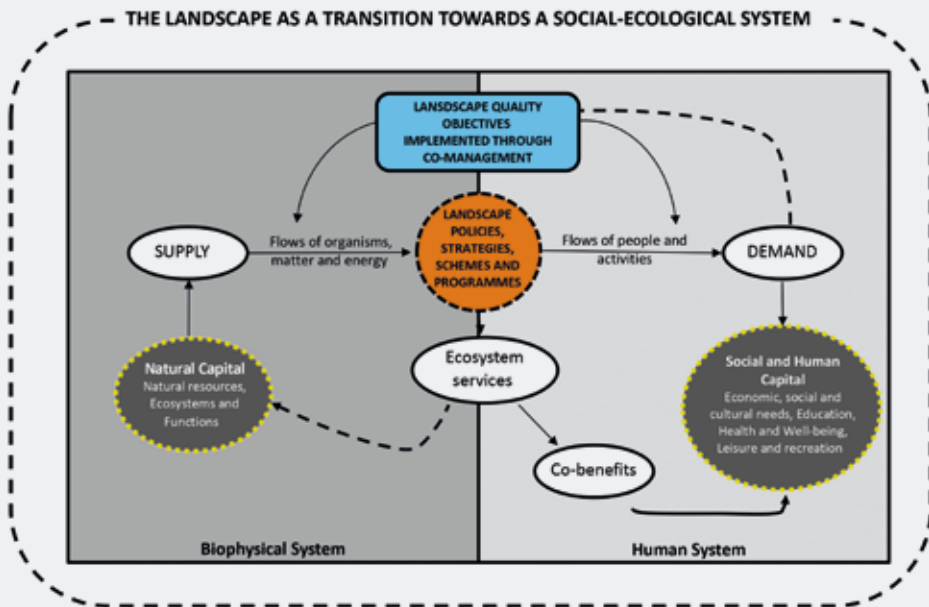 THE LANDSCAPE AS A TRANSITION TOWARDS A SOCIAL-ECOLOGICAL SYSTEM
LANSDSCAPE QUALITY
OBJECTIVES
IMPLEMENTED THROUGH
CO-MANAGEMENT
SUPPLY
Flows of organisms,
matter and energy
LANDSCAPE
POLICIES,
STRATEGIES,
SCHEMES AND
PROGRAMMES
Flows of people and
activities
DEMAND
Natural Capital
Natural resources,
Ecosystems and
Functions
Ecosystem
services
Social and Human
Capital
Economic, social and
cultural needs, Education,
Health and Well-being,
Leisure and recreation
Co-benefits
Biophysical System
Human System